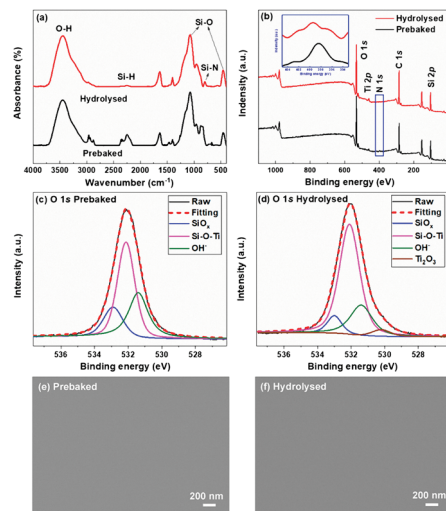 (a)
O-H
Si-O
Si-N
Si-H
Hydrolysed
Prebaked
Absorbance (%)
4000 3500 3000 2500 2000 1500 1000 500
Wavenumber (cm⁻¹)
(b)
Hydrolysed
Prebaked
Binding energy (eV)
O 1s
Ti 2p
N 1s
C 1s
Si 2p
Indensity (a.u.)
1000 800 600 400 200
Binding energy (eV)
(c) O 1s Prebaked
Raw
Fitting
SiOₓ
Si-O-Ti
OH⁻
Intensity (a.u.)
536 534 532 530 528
Binding energy (eV)
(d) O 1s Hydrolysed
Raw
Fitting
SiOₓ
Si-O-Ti
OH⁻
Ti₂O₃
Intensity (a.u.)
536 534 532 530 528
Binding energy (eV)
(e) Prebaked
200 nm
(f) Hydrolysed
200 nm